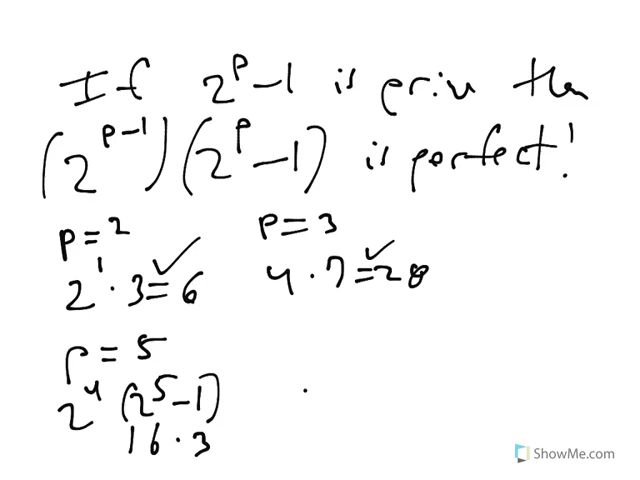 If 2^p-1 is prim then
(2^{p-1})(2^p-1) is perfect!
p=2 p=3
2^1·3=6 ✓ 4·7=28 ✓
p=5
2^4 (2^5-1)
16·3
ShowMe.com